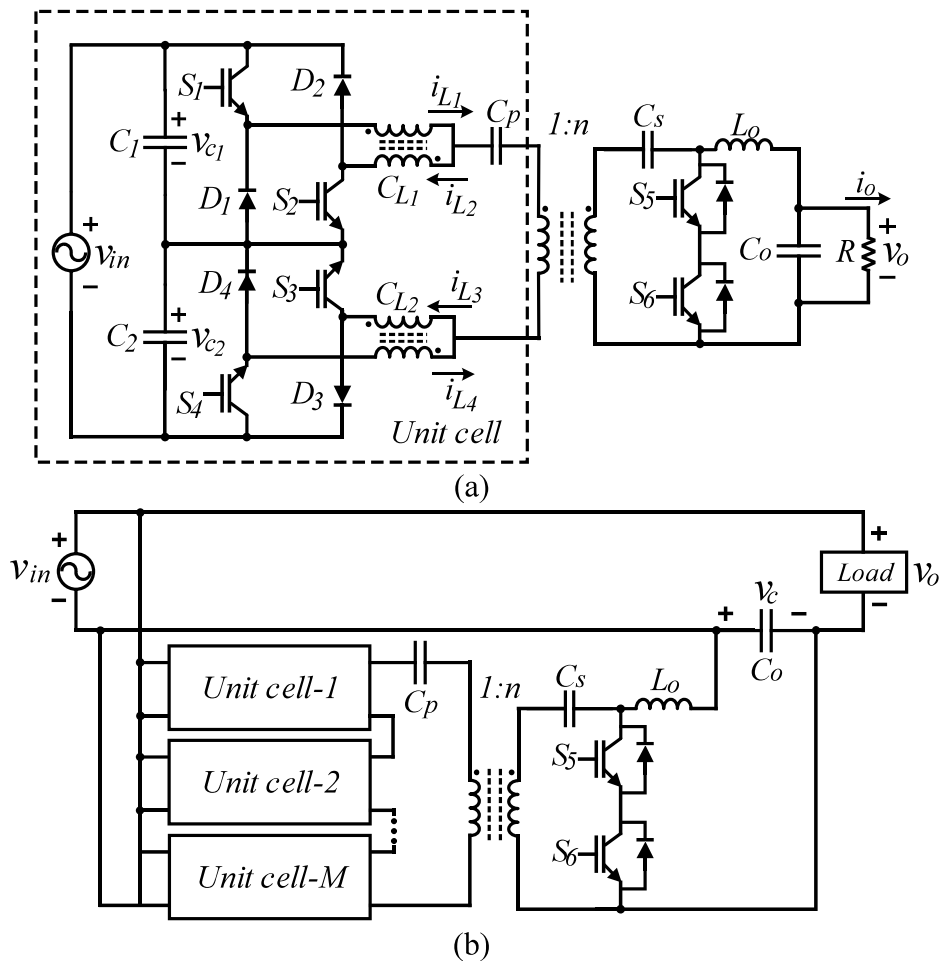 S1 D2 iL1 Cp 1:n Cs Lo
C1 + vc1 −
D1 S2 CL1 iL2 S5 io
+ vin −
D4 S3 CL2 iL3 S6 Co R + vo −
C2 + vc2 −
S4 D3 iL4
Unit cell
(a)
+ vin −
+ Load vo −
+ vc −
Co
Unit cell-1 Cp 1:n Cs Lo
Unit cell-2 S5
Unit cell-M S6
(b)